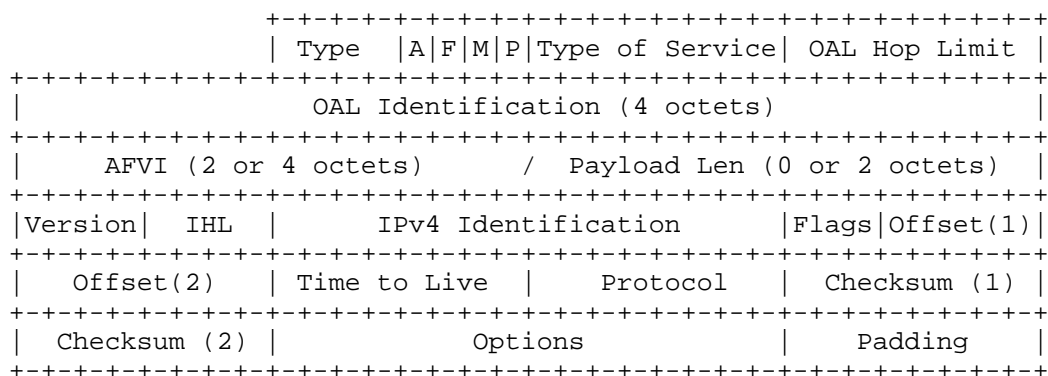 +-+-+-+-+-+-+-+-+-+-+-+-+-+-+-+-+-+-+-+-+-+-+-+-+
                | Type  |A|F|M|P|Type of Service| OAL Hop Limit |
+-+-+-+-+-+-+-+-+-+-+-+-+-+-+-+-+-+-+-+-+-+-+-+-+-+-+-+-+-+-+-+-+
|                  OAL Identification (4 octets)                |
+-+-+-+-+-+-+-+-+-+-+-+-+-+-+-+-+-+-+-+-+-+-+-+-+-+-+-+-+-+-+-+-+
|     AFVI (2 or 4 octets)      /  Payload Len (0 or 2 octets)  |
+-+-+-+-+-+-+-+-+-+-+-+-+-+-+-+-+-+-+-+-+-+-+-+-+-+-+-+-+-+-+-+-+
|Version|  IHL  |      IPv4 Identification      |Flags|Offset(1)|
+-+-+-+-+-+-+-+-+-+-+-+-+-+-+-+-+-+-+-+-+-+-+-+-+-+-+-+-+-+-+-+-+
|   Offset(2)   | Time to Live  |    Protocol   |  Checksum (1) |
+-+-+-+-+-+-+-+-+-+-+-+-+-+-+-+-+-+-+-+-+-+-+-+-+-+-+-+-+-+-+-+-+
|  Checksum (2) |            Options            |    Padding    |
+-+-+-+-+-+-+-+-+-+-+-+-+-+-+-+-+-+-+-+-+-+-+-+-+-+-+-+-+-+-+-+-+